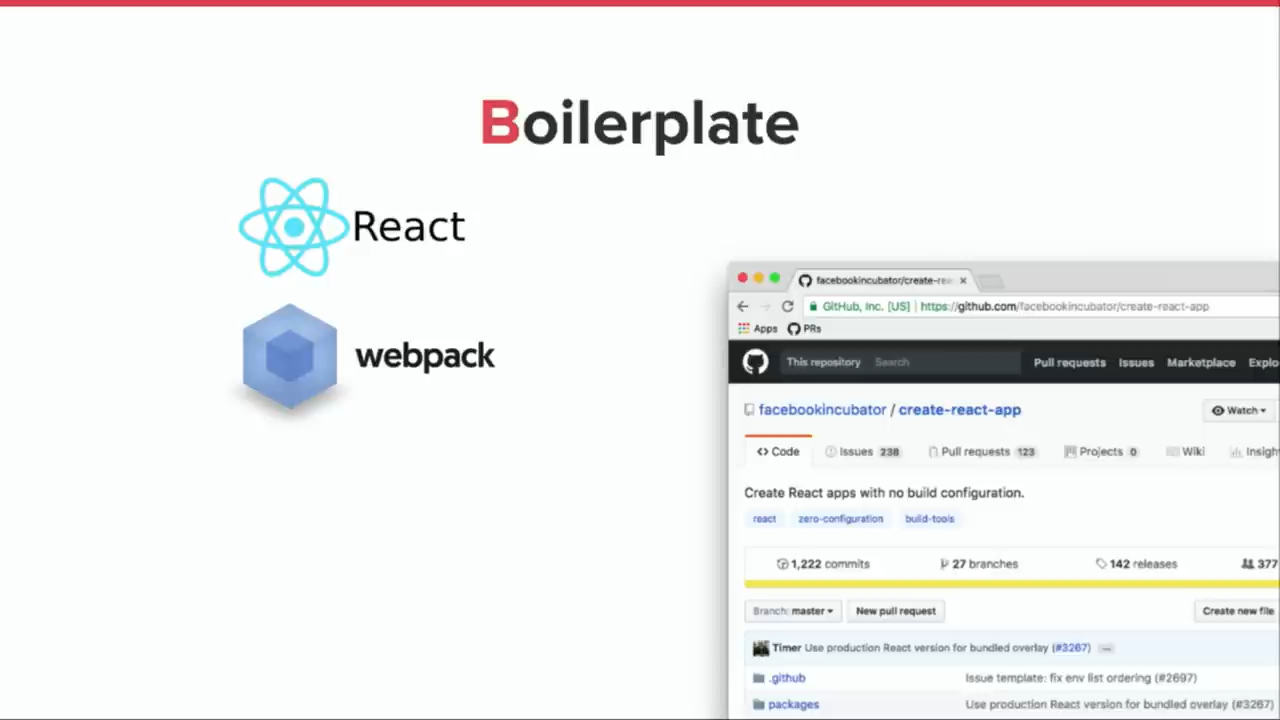 Boilerplate
React
webpack
facebookincubator/create-rea
GitHub, Inc. [US] | https://github.com/facebookincubator/create-react-app
Apps PRs
This repository Search Pull requests Issues Marketplace Explo
facebookincubator / create-react-app
Watch
Code Issues 238 Pull requests 123 Projects 0 Wiki Insigh
Create React apps with no build configuration.
react zero-configuration build-tools
1,222 commits 27 branches 142 releases 377
Branch: master New pull request Create new file
Timer Use production React version for bundled overlay (#3267) ...
.github Issue template: fix env list ordering (#2697)
packages Use production React version for bundled overlay (#3267)